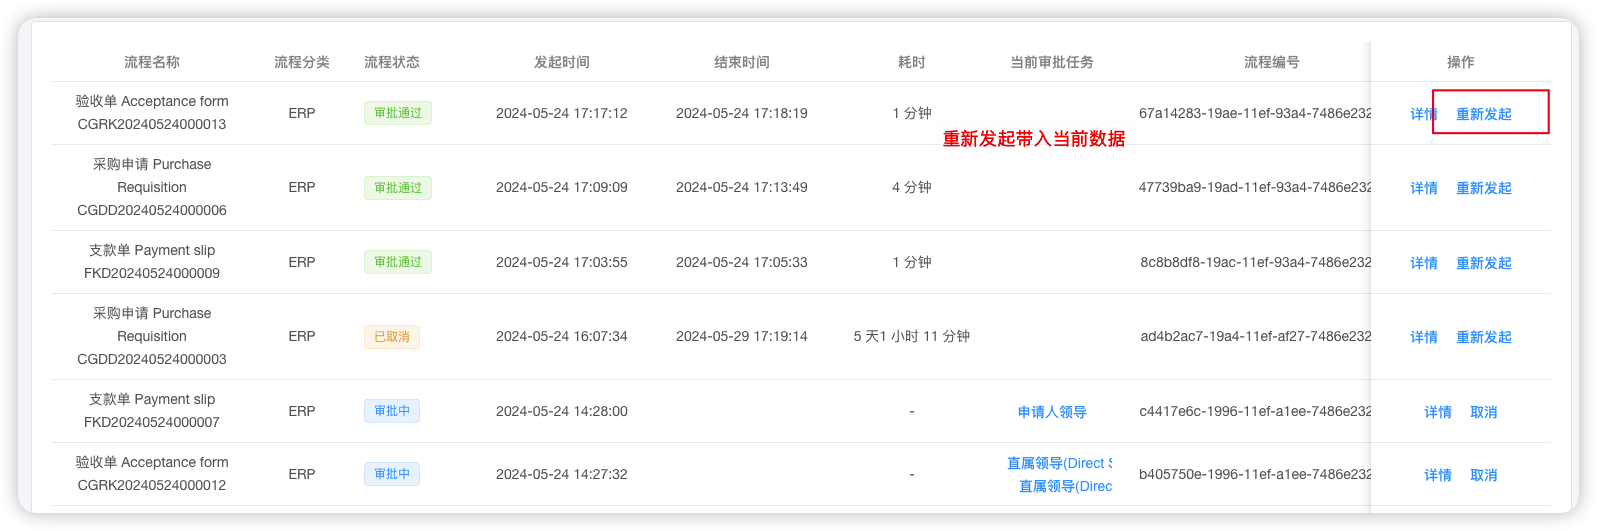 流程名称 流程分类 流程状态 发起时间 结束时间 耗时 当前审批任务 流程编号 操作
验收单 Acceptance form
CGRK20240524000013
ERP 审批通过 2024-05-24 17:17:12 2024-05-24 17:18:19 1 分钟 67a14283-19ae-11ef-93a4-7486e232 详情 重新发起
重新发起带入当前数据
采购申请 Purchase
Requisition
CGDD20240524000006
ERP 审批通过 2024-05-24 17:09:09 2024-05-24 17:13:49 4 分钟 47739ba9-19ad-11ef-93a4-7486e232 详情 重新发起
支款单 Payment slip
FKD20240524000009
ERP 审批通过 2024-05-24 17:03:55 2024-05-24 17:05:33 1 分钟 8c8b8df8-19ac-11ef-93a4-7486e232 详情 重新发起
采购申请 Purchase
Requisition
CGDD20240524000003
ERP 已取消 2024-05-24 16:07:34 2024-05-29 17:19:14 5 天1 小时 11 分钟 ad4b2ac7-19a4-11ef-af27-7486e232 详情 重新发起
支款单 Payment slip
FKD20240524000007
ERP 审批中 2024-05-24 14:28:00 - 申请人领导 c4417e6c-1996-11ef-a1ee-7486e232 详情 取消
验收单 Acceptance form
CGRK20240524000012
ERP 审批中 2024-05-24 14:27:32 - 直属领导(Direct
直属领导(Direc
b405750e-1996-11ef-a1ee-7486e232 详情 取消